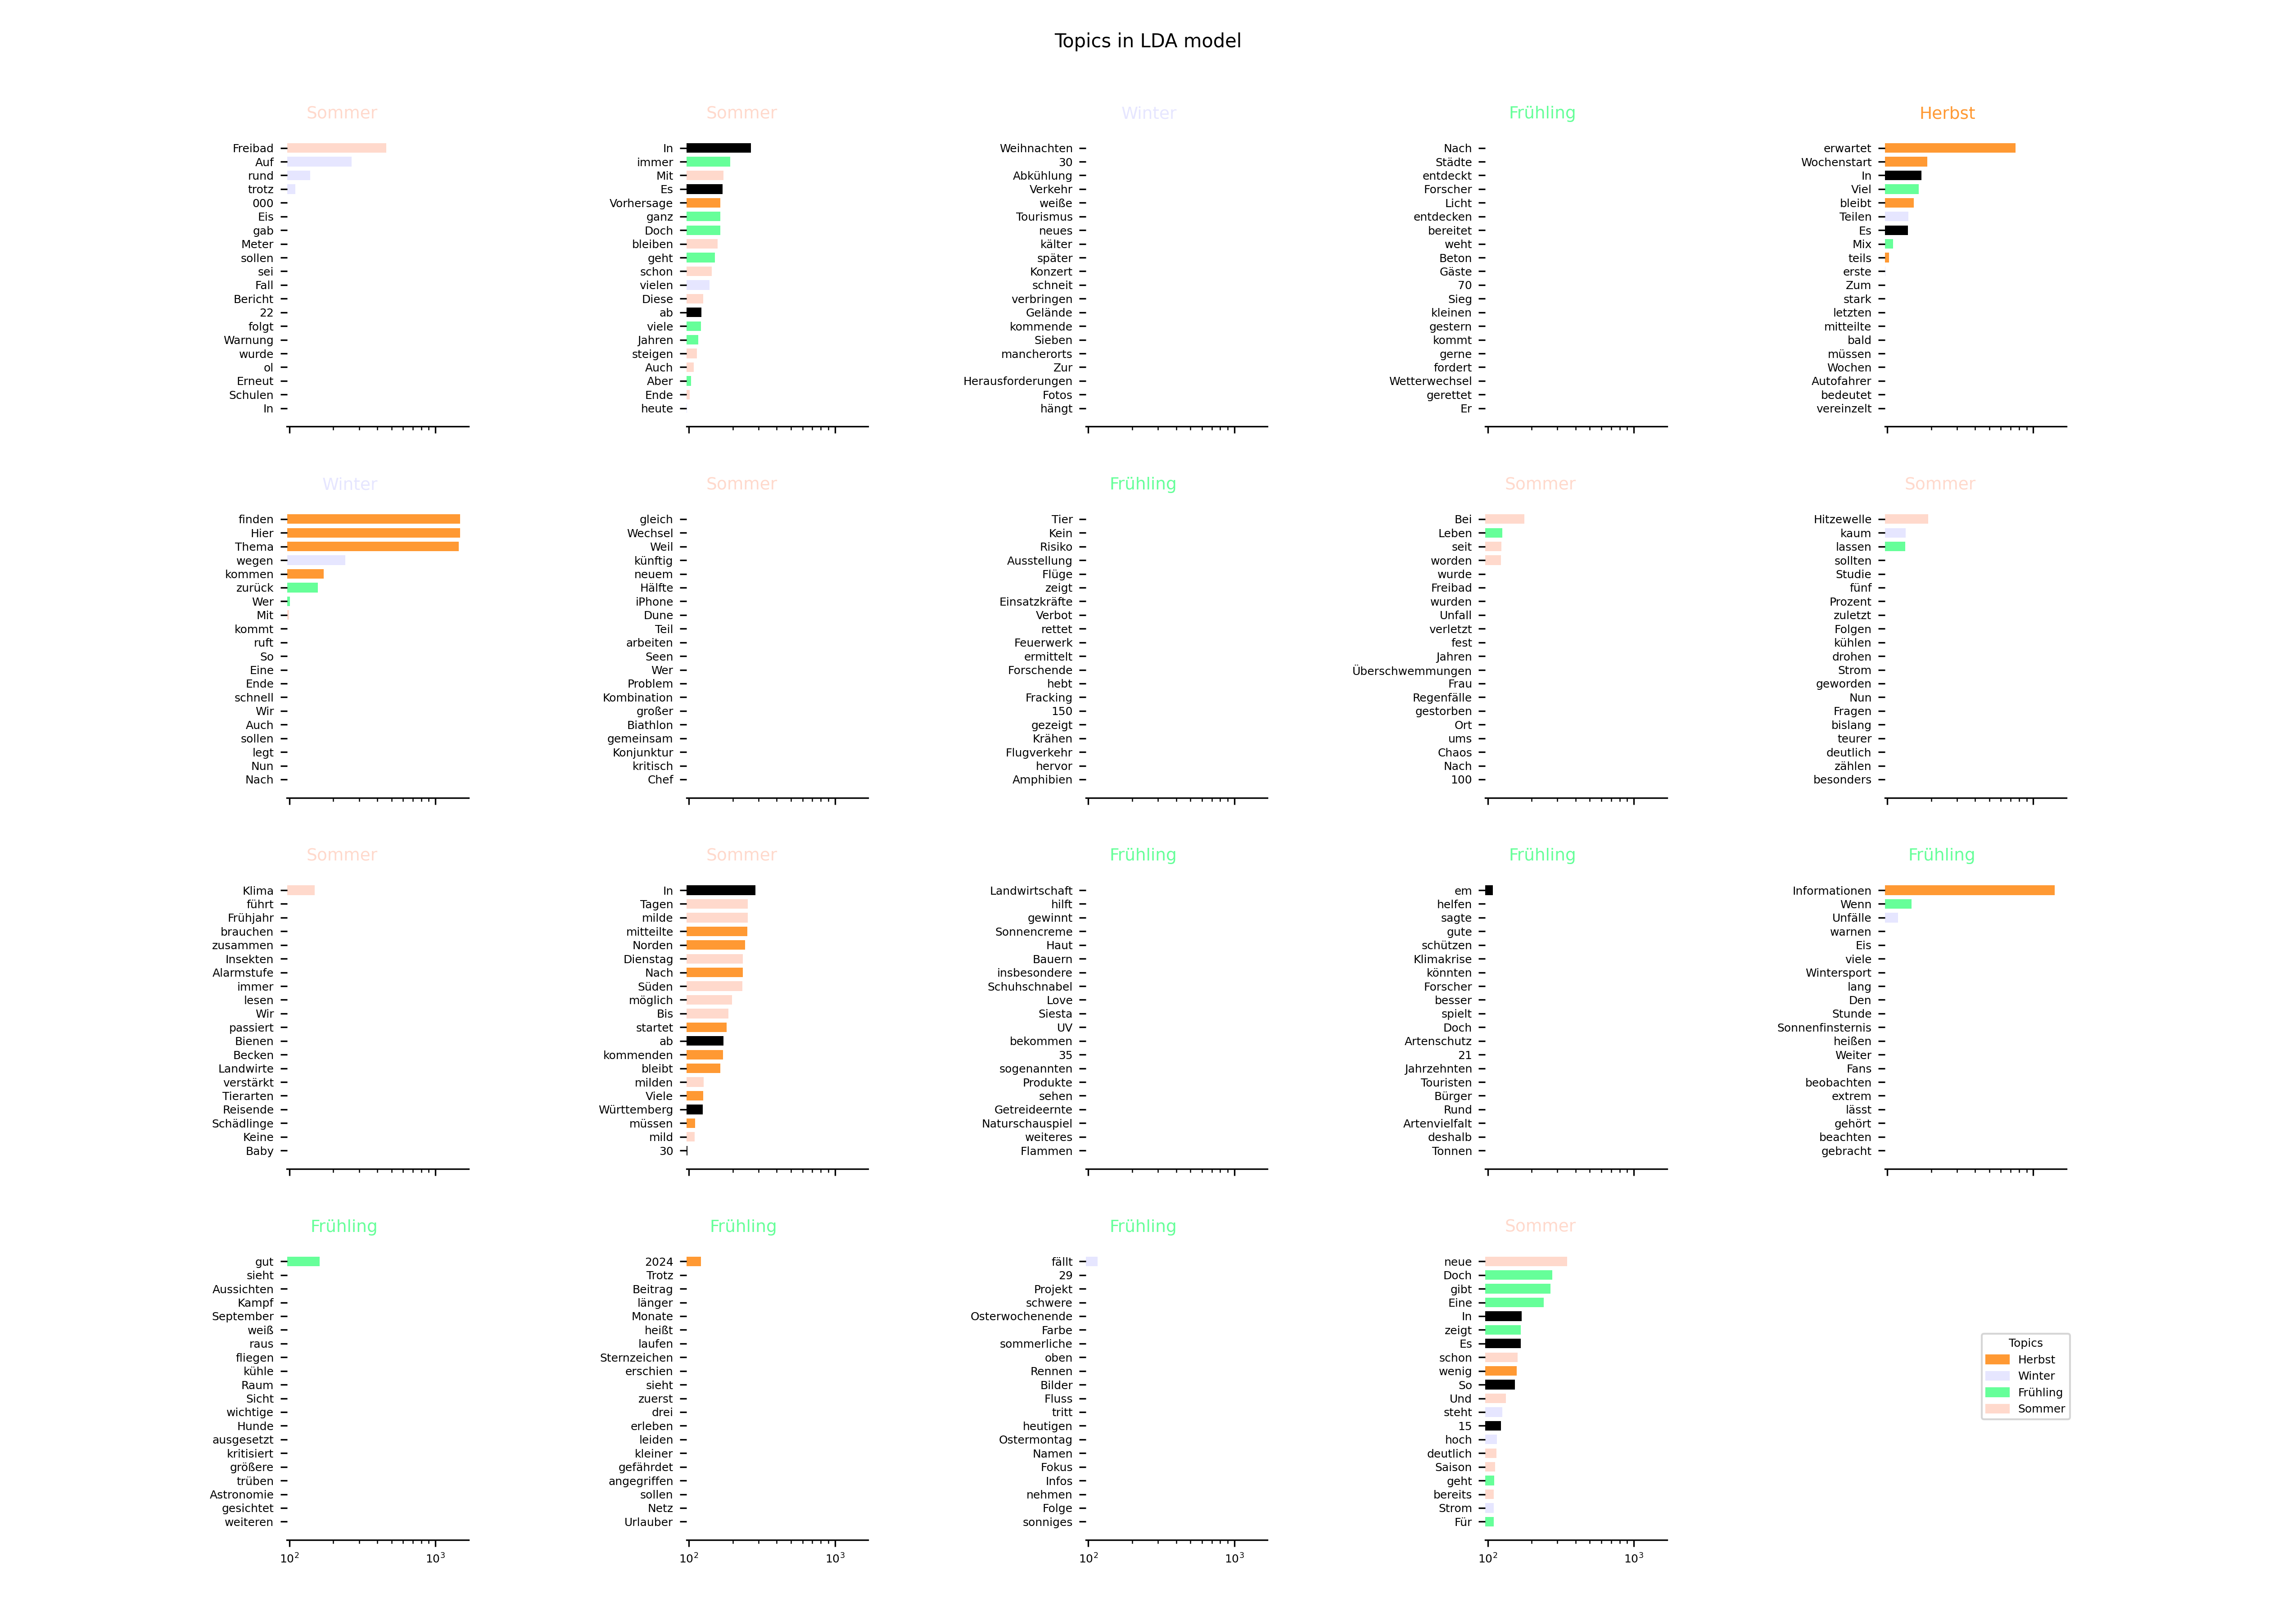 Topics in LDA model
Sommer
Freibad
Auf
rund
trotz
000
Eis
gab
Meter
sollen
sei
Fall
Bericht
22
folgt
Warnung
wurde
ol
Erneut
Schulen
In
Sommer
In
immer
Mit
Es
Vorhersage
ganz
Doch
bleiben
geht
schon
vielen
Diese
ab
viele
Jahren
steigen
Auch
Aber
Ende
heute
Winter
Weihnachten
30
Abkühlung
Verkehr
weiße
Tourismus
neues
kälter
später
Konzert
schneit
verbringen
Gelände
kommende
Sieben
mancherorts
Zur
Herausforderungen
Fotos
hängt
Frühling
Nach
Städte
entdeckt
Forscher
Licht
entdecken
bereitet
weht
Beton
Gäste
70
Sieg
kleinen
gestern
kommt
gerne
fordert
Wetterwechsel
gerettet
Er
Herbst
erwartet
Wochenstart
In
Viel
bleibt
Teilen
Es
Mix
teils
erste
Zum
stark
letzten
mitteilte
bald
müssen
Wochen
Autofahrer
bedeutet
vereinzelt
Winter
finden
Hier
Thema
wegen
kommen
zurück
Wer
Mit
kommt
ruft
So
Eine
Ende
schnell
Wir
Auch
sollen
legt
Nun
Nach
Sommer
gleich
Wechsel
Weil
künftig
neuem
Hälfte
iPhone
Dune
Teil
arbeiten
Seen
Wer
Problem
Kombination
großer
Biathlon
gemeinsam
Konjunktur
kritisch
Chef
Frühling
Tier
Kein
Risiko
Ausstellung
Flüge
zeigt
Einsatzkräfte
Verbot
rettet
Feuerwerk
ermittelt
Forschende
hebt
Fracking
150
gezeigt
Krähen
Flugverkehr
hervor
Amphibien
Sommer
Bei
Leben
seit
worden
wurde
Freibad
wurden
Unfall
verletzt
fest
Jahren
Überschwemmungen
Frau
Regenfälle
gestorben
Ort
ums
Chaos
Nach
100
Sommer
Hitzewelle
kaum
lassen
sollten
Studie
fünf
Prozent
zuletzt
Folgen
kühlen
drohen
Strom
geworden
Nun
Fragen
bislang
teurer
deutlich
zählen
besonders
Sommer
Klima
führt
Frühjahr
brauchen
zusammen
Insekten
Alarmstufe
immer
lesen
Wir
passiert
Bienen
Becken
Landwirte
verstärkt
Tierarten
Reisende
Schädlinge
Keine
Baby
Sommer
In
Tagen
milde
mitteilte
Norden
Dienstag
Nach
Süden
möglich
Bis
startet
ab
kommenden
bleibt
milden
Viele
Württemberg
müssen
mild
30
Frühling
Landwirtschaft
hilft
gewinnt
Sonnencreme
Haut
Bauern
insbesondere
Schuhschnabel
Love
Siesta
UV
bekommen
35
sogenannten
Produkte
sehen
Getreideernte
Naturschauspiel
weiteres
Flammen
Frühling
em
helfen
sagte
gute
schützen
Klimakrise
könnten
Forscher
besser
spielt
Doch
Artenschutz
21
Jahrzehnten
Touristen
Bürger
Rund
Artenvielfalt
deshalb
Tonnen
Frühling
Informationen
Wenn
Unfälle
warnen
Eis
viele
Wintersport
lang
Den
Stunde
Sonnenfinsternis
heißen
Weiter
Fans
beobachten
extrem
lässt
gehört
beachten
gebracht
Frühling
gut
sieht
Aussichten
Kampf
September
weiß
raus
fliegen
kühle
Raum
Sicht
wichtige
Hunde
ausgesetzt
kritisiert
größere
trüben
Astronomie
gesichtet
weiteren
10²
10³
Frühling
2024
Trotz
Beitrag
länger
Monate
heißt
laufen
Sternzeichen
erschien
sieht
zuerst
drei
erleben
leiden
kleiner
gefährdet
angegriffen
sollen
Netz
Urlauber
10²
10³
Frühling
fällt
29
Projekt
schwere
Osterwochenende
Farbe
sommerliche
oben
Rennen
Bilder
Fluss
tritt
heutigen
Ostermontag
Namen
Fokus
Infos
nehmen
Folge
sonniges
10²
10³
Sommer
neue
Doch
gibt
Eine
In
zeigt
Es
schon
wenig
So
Und
steht
15
hoch
deutlich
Saison
geht
bereits
Strom
Für
10²
10³
Topics
Herbst
Winter
Frühling
Sommer